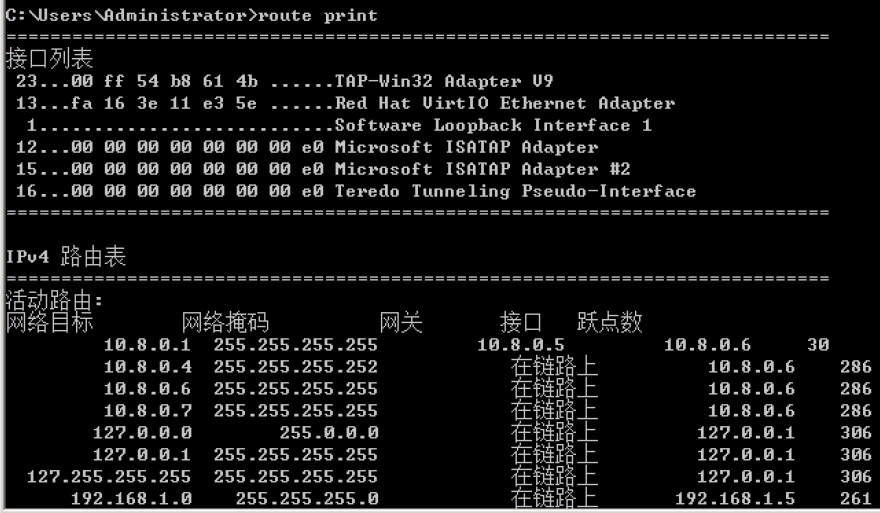 C:\Users\Administrator>route print
===========================================================================
接口列表
 23...00 ff 54 b8 61 4b ......TAP-Win32 Adapter V9
 13...fa 16 3e 11 e3 5e ......Red Hat VirtIO Ethernet Adapter
  1...........................Software Loopback Interface 1
 12...00 00 00 00 00 00 00 e0 Microsoft ISATAP Adapter
 15...00 00 00 00 00 00 00 e0 Microsoft ISATAP Adapter #2
 16...00 00 00 00 00 00 00 e0 Teredo Tunneling Pseudo-Interface
===========================================================================
IPv4 路由表
===========================================================================
活动路由:
网络目标        网络掩码          网关       接口   跃点数
         10.8.0.1  255.255.255.255         10.8.0.5         10.8.0.6     30
         10.8.0.4  255.255.255.252            在链路上          10.8.0.6    286
         10.8.0.6  255.255.255.255            在链路上          10.8.0.6    286
         10.8.0.7  255.255.255.255            在链路上          10.8.0.6    286
        127.0.0.0        255.0.0.0            在链路上         127.0.0.1    306
        127.0.0.1  255.255.255.255            在链路上         127.0.0.1    306
  127.255.255.255  255.255.255.255            在链路上         127.0.0.1    306
      192.168.1.0    255.255.255.0            在链路上       192.168.1.5    261